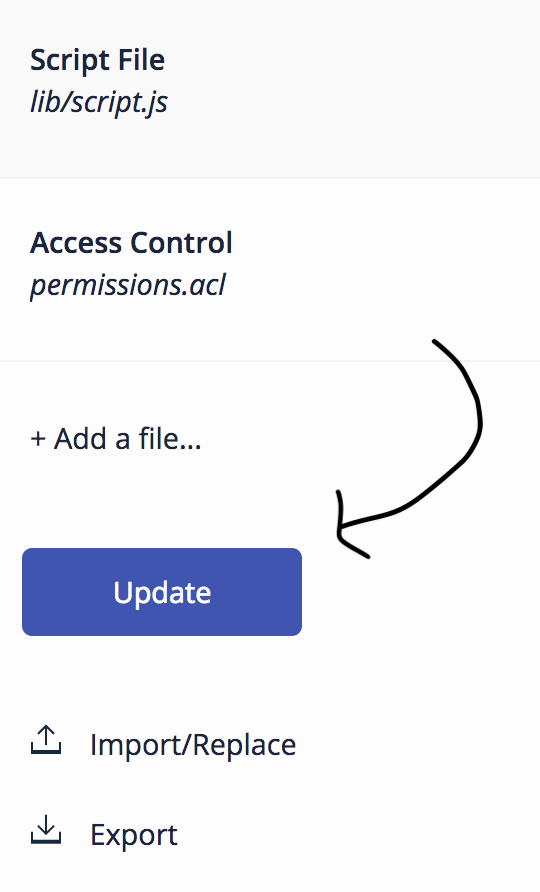 Script File
lib/script.js
Access Control
permissions.acl
+ Add a file...
Update
Import/Replace
Export